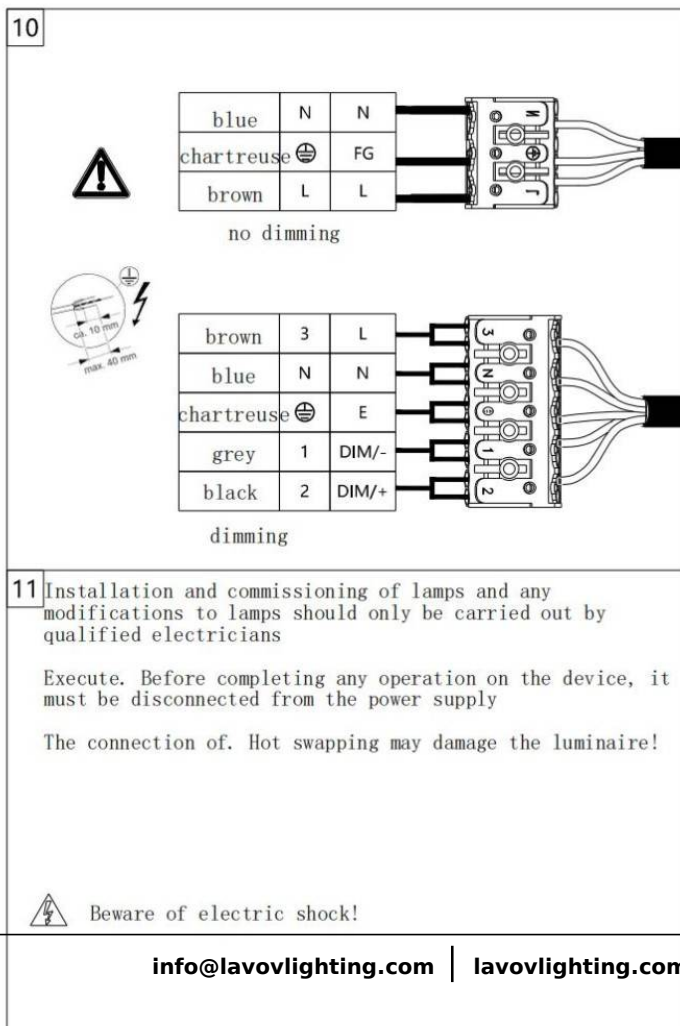 10
blue N N
chartreuse ⏚ FG
brown L L
N
L
no dimming
ca. 10 mm
max. 40 mm
brown 3 L
blue N N
chartreuse ⏚ E
grey 1 DIM/-
black 2 DIM/+
3
N
1
2
dimming
11
Installation and commissioning of lamps and any
modifications to lamps should only be carried out by
qualified electricians
Execute. Before completing any operation on the device, it
must be disconnected from the power supply
The connection of. Hot swapping may damage the luminaire!
Beware of electric shock!
info@lavovlighting.com | lavovlighting.com